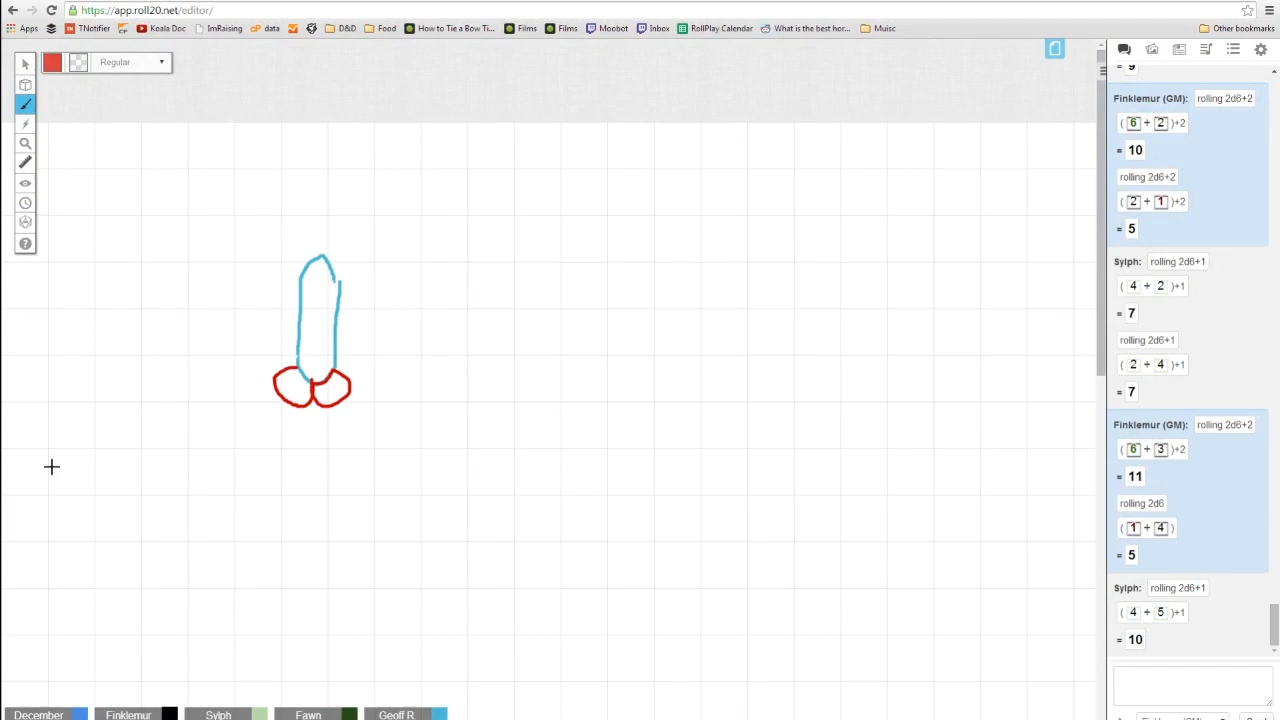 https://app.roll20.net/editor/
Apps TNotifier Koala Doc ImRaising data D&D Food How to Tie a Bow Ti... Films Films Moobot Inbox RollPlay Calendar What is the best hor... Muisc Other bookmarks
Regular
= 9
Finklemur (GM): rolling 2d6+2
( 6 + 2 )+2
= 10
rolling 2d6+2
( 2 + 1 )+2
= 5
Sylph: rolling 2d6+1
( 4 + 2 )+1
= 7
rolling 2d6+1
( 2 + 4 )+1
= 7
Finklemur (GM): rolling 2d6+2
( 6 + 3 )+2
= 11
rolling 2d6
( 1 + 4 )
= 5
Sylph: rolling 2d6+1
( 4 + 5 )+1
= 10
December Finklemur Sylph Fawn Geoff R.